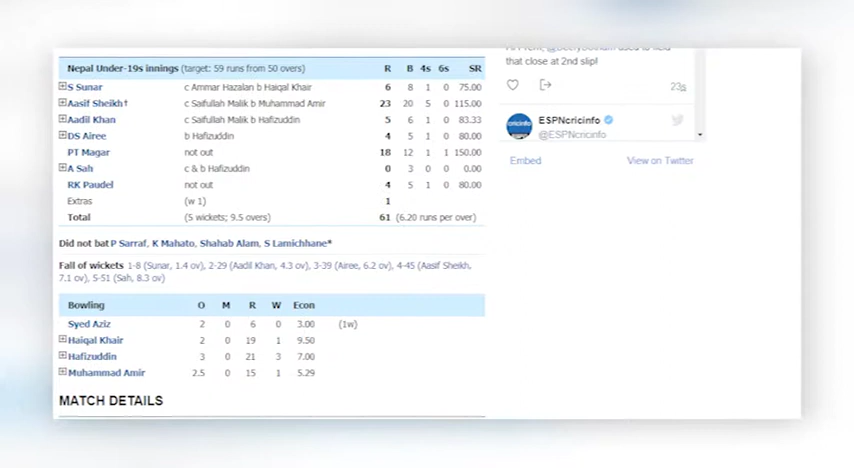 Nepal Under-19s innings (target: 59 runs from 50 overs) R B 4s 6s SR
S Sunar c Ammar Hazalan b Haiqal Khair 6 8 1 0 75.00
Aasif Sheikh† c Saifullah Malik b Muhammad Amir 23 20 5 0 115.00
Aadil Khan c Saifullah Malik b Hafizuddin 5 6 1 0 83.33
DS Airee b Hafizuddin 4 5 1 0 80.00
PT Magar not out 18 12 1 1 150.00
A Sah c & b Hafizuddin 0 3 0 0 0.00
RK Paudel not out 4 5 1 0 80.00
Extras (w 1) 1
Total (5 wickets; 9.5 overs) 61 (6.20 runs per over)
Did not bat P Sarraf, K Mahato, Shahab Alam, S Lamichhane*
Fall of wickets 1-8 (Sunar, 1.4 ov), 2-29 (Aadil Khan, 4.3 ov), 3-39 (Airee, 6.2 ov), 4-45 (Aasif Sheikh,
7.1 ov), 5-51 (Sah, 8.3 ov)
Bowling O M R W Econ
Syed Aziz 2 0 6 0 3.00 (1w)
Haiqal Khair 2 0 19 1 9.50
Hafizuddin 3 0 21 3 7.00
Muhammad Amir 2.5 0 15 1 5.29
MATCH DETAILS
that close at 2nd slip!
23s
cricinfo
ESPNcricinfo
@ESPNcricinfo
Embed View on Twitter